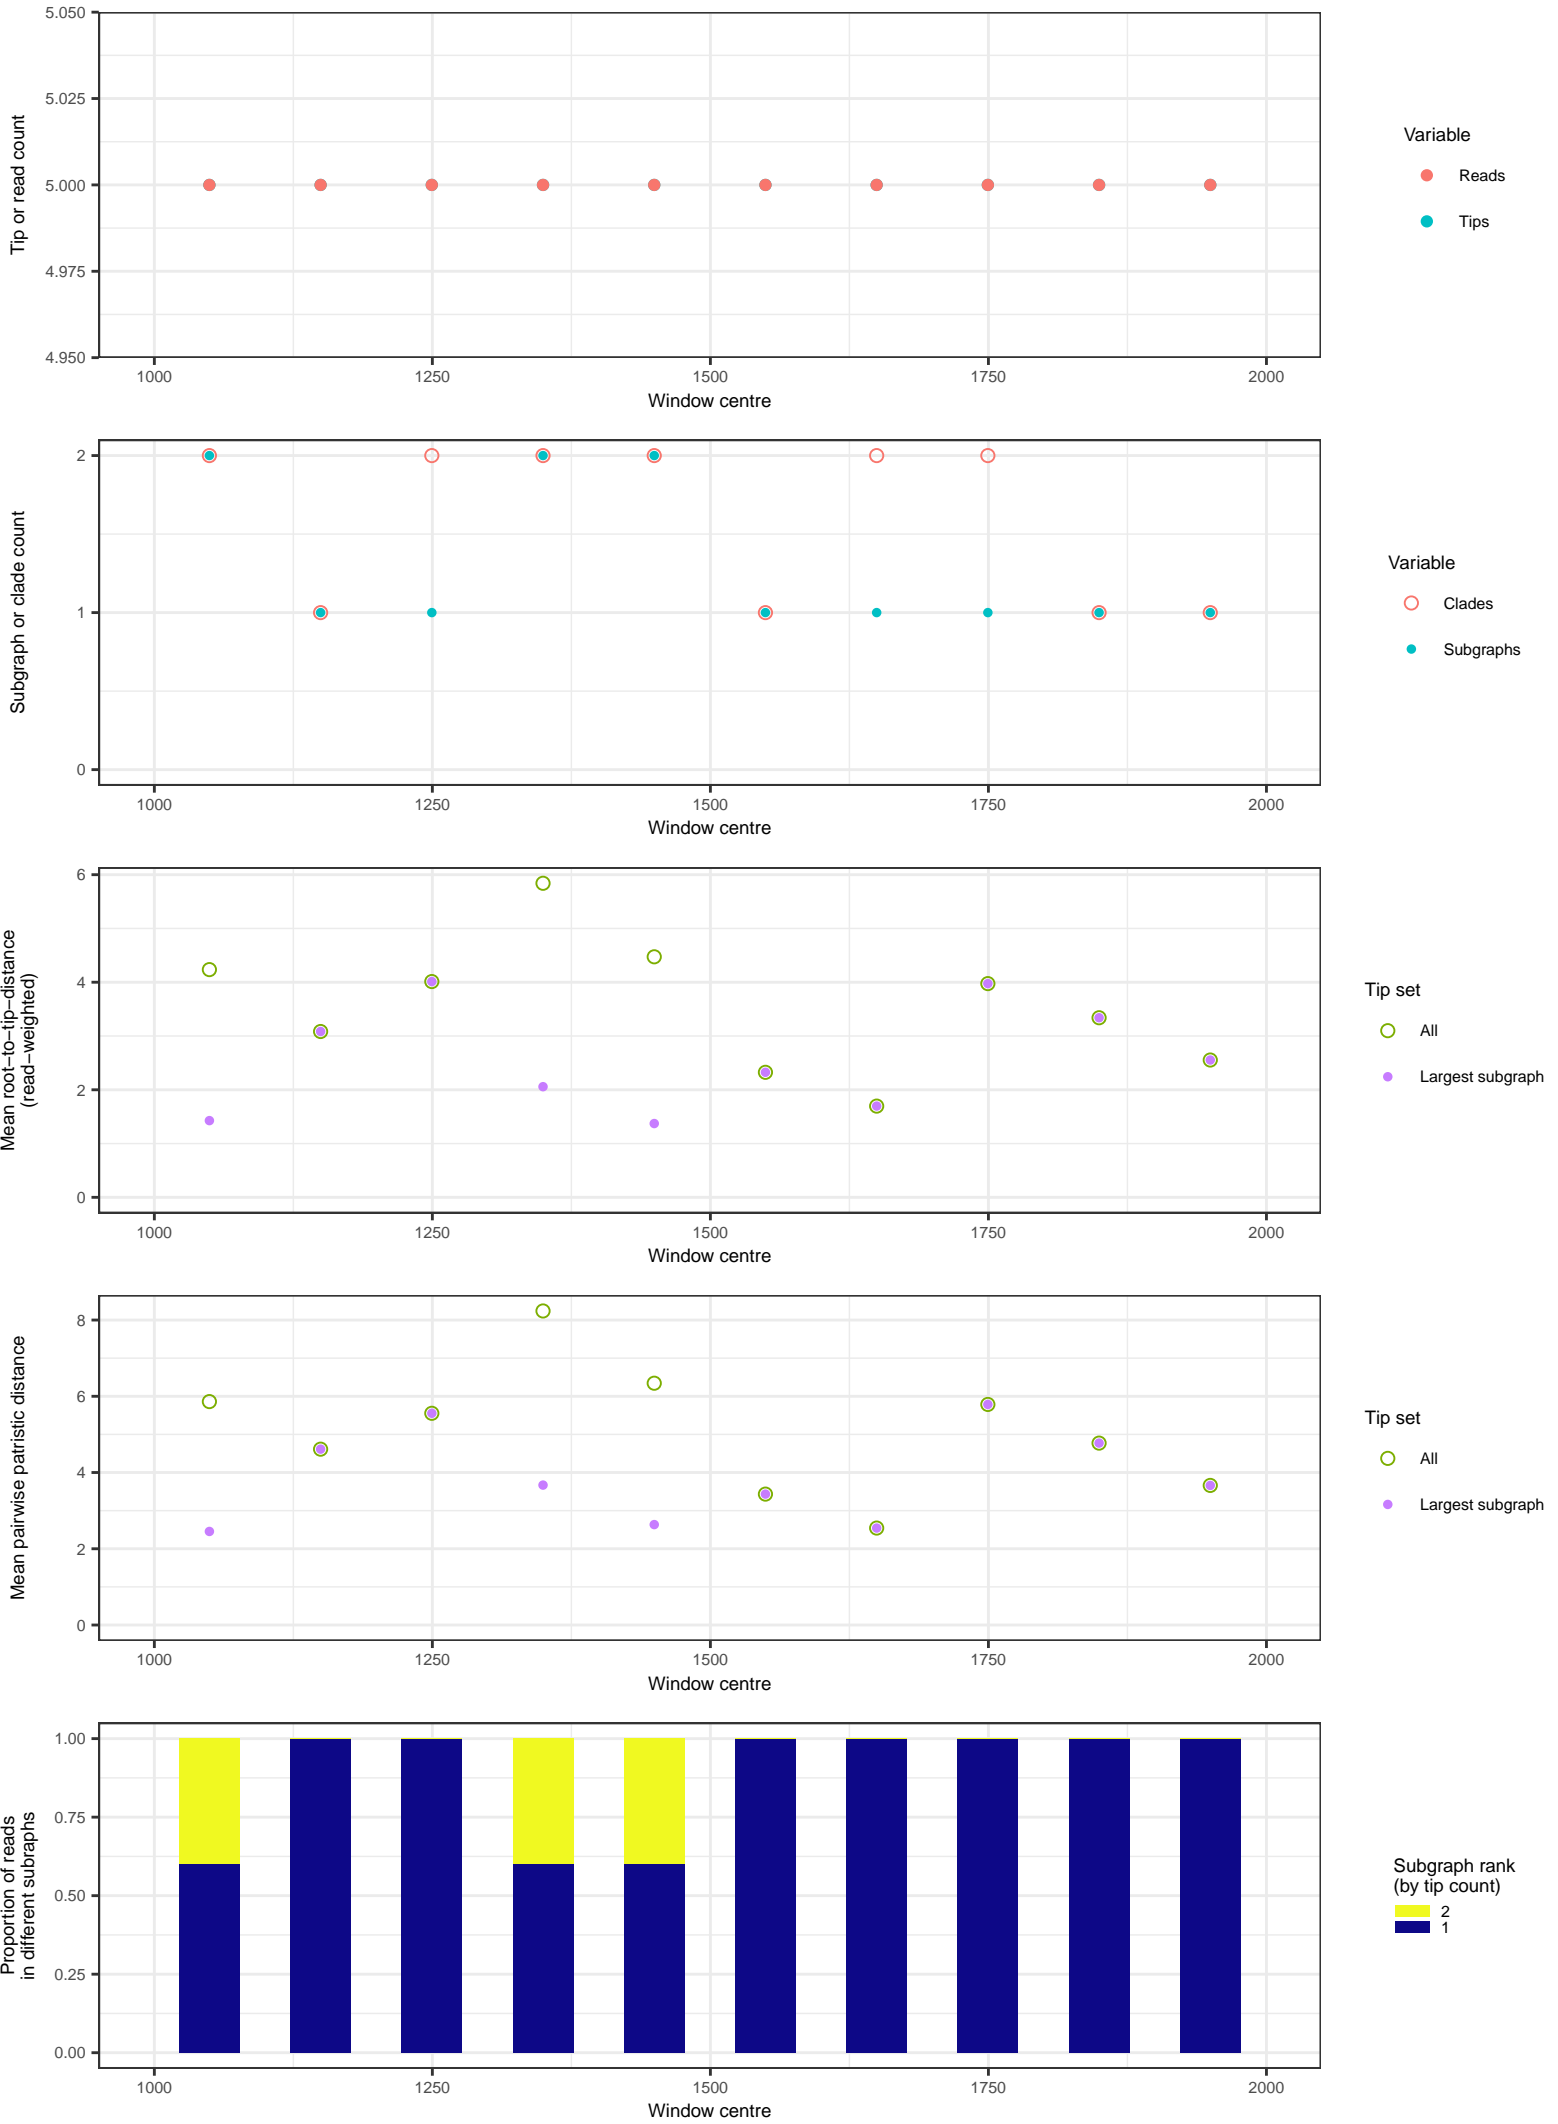 5.050
5.025
5.000
4.975
4.950
Tip or read count
1000 1250 1500 1750 2000
Window centre
Variable
Reads
Tips
2
1
0
Subgraph or clade count
1000 1250 1500 1750 2000
Window centre
Variable
Clades
Subgraphs
6
4
2
0
Mean root−to−tip−distance
(read−weighted)
1000 1250 1500 1750 2000
Window centre
Tip set
All
Largest subgraph
8
6
4
2
0
Mean pairwise patristic distance
1000 1250 1500 1750 2000
Window centre
Tip set
All
Largest subgraph
1.00
0.75
0.50
0.25
0.00
Proportion of reads
in different subraphs
1000 1250 1500 1750 2000
Window centre
Subgraph rank
(by tip count)
2
1